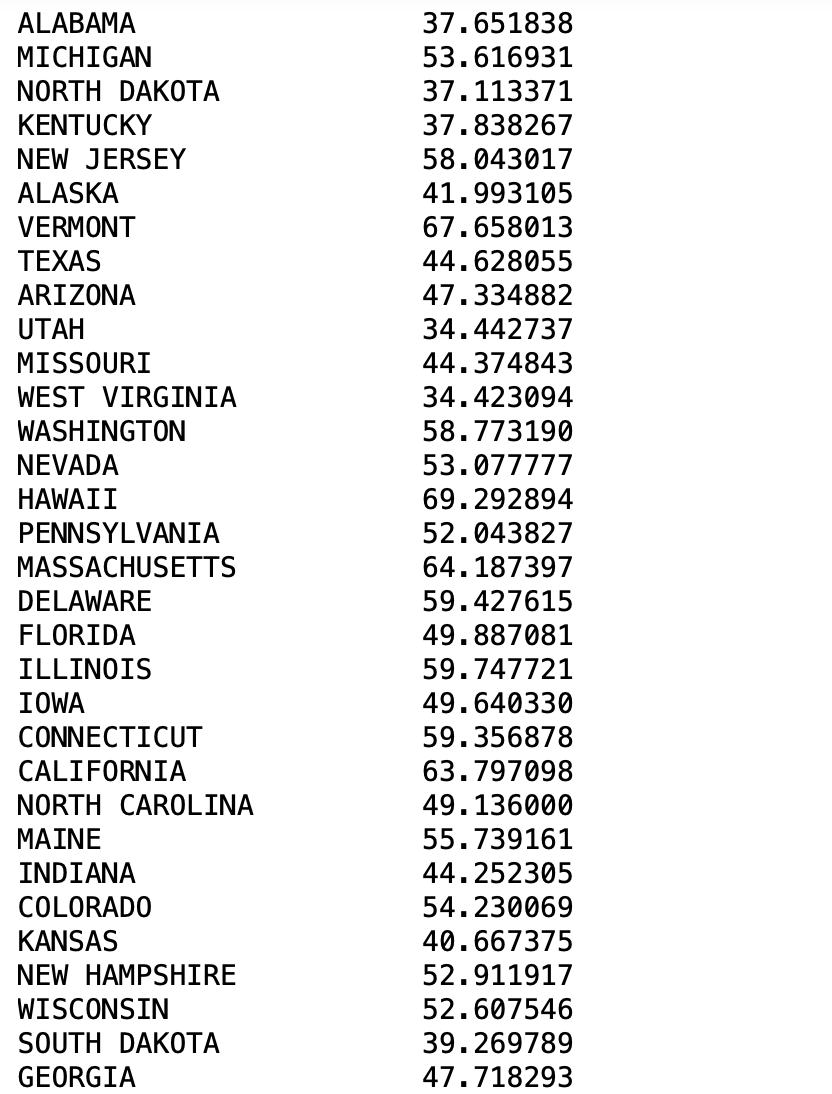 ALABAMA 37.651838
MICHIGAN 53.616931
NORTH DAKOTA 37.113371
KENTUCKY 37.838267
NEW JERSEY 58.043017
ALASKA 41.993105
VERMONT 67.658013
TEXAS 44.628055
ARIZONA 47.334882
UTAH 34.442737
MISSOURI 44.374843
WEST VIRGINIA 34.423094
WASHINGTON 58.773190
NEVADA 53.077777
HAWAII 69.292894
PENNSYLVANIA 52.043827
MASSACHUSETTS 64.187397
DELAWARE 59.427615
FLORIDA 49.887081
ILLINOIS 59.747721
IOWA 49.640330
CONNECTICUT 59.356878
CALIFORNIA 63.797098
NORTH CAROLINA 49.136000
MAINE 55.739161
INDIANA 44.252305
COLORADO 54.230069
KANSAS 40.667375
NEW HAMPSHIRE 52.911917
WISCONSIN 52.607546
SOUTH DAKOTA 39.269789
GEORGIA 47.718293